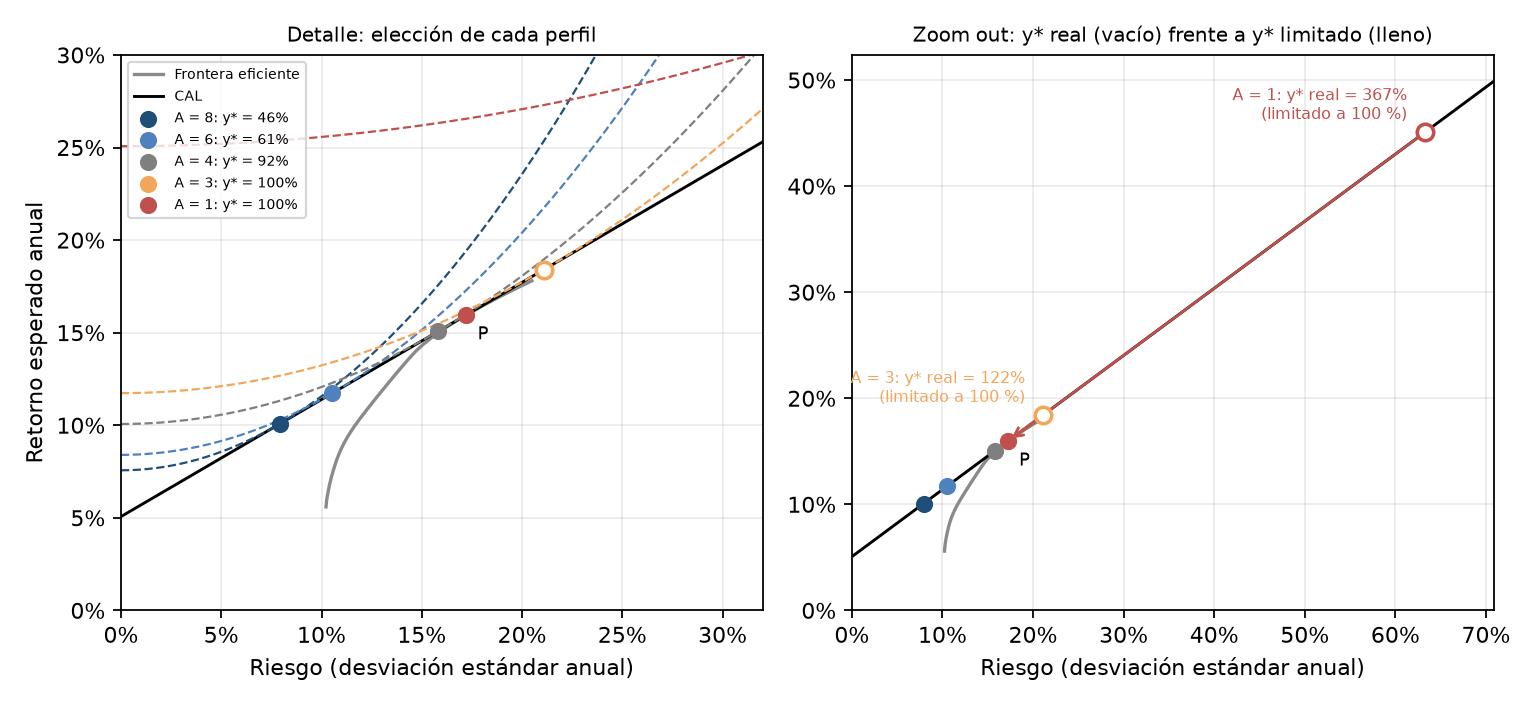 Detalle: elección de cada perfil
30%
25%
20%
15%
10%
5%
0%
Retorno esperado anual
Frontera eficiente
CAL
A = 8: y* = 46%
A = 6: y* = 61%
A = 4: y* = 92%
A = 3: y* = 100%
A = 1: y* = 100%
P
0% 5% 10% 15% 20% 25% 30%
Riesgo (desviación estándar anual)
Zoom out: y* real (vacío) frente a y* limitado (lleno)
50%
40%
30%
20%
10%
0%
A = 1: y* real = 367%
(limitado a 100 %)
A = 3: y* real = 122%
(limitado a 100 %)
P
0% 10% 20% 30% 40% 50% 60% 70%
Riesgo (desviación estándar anual)